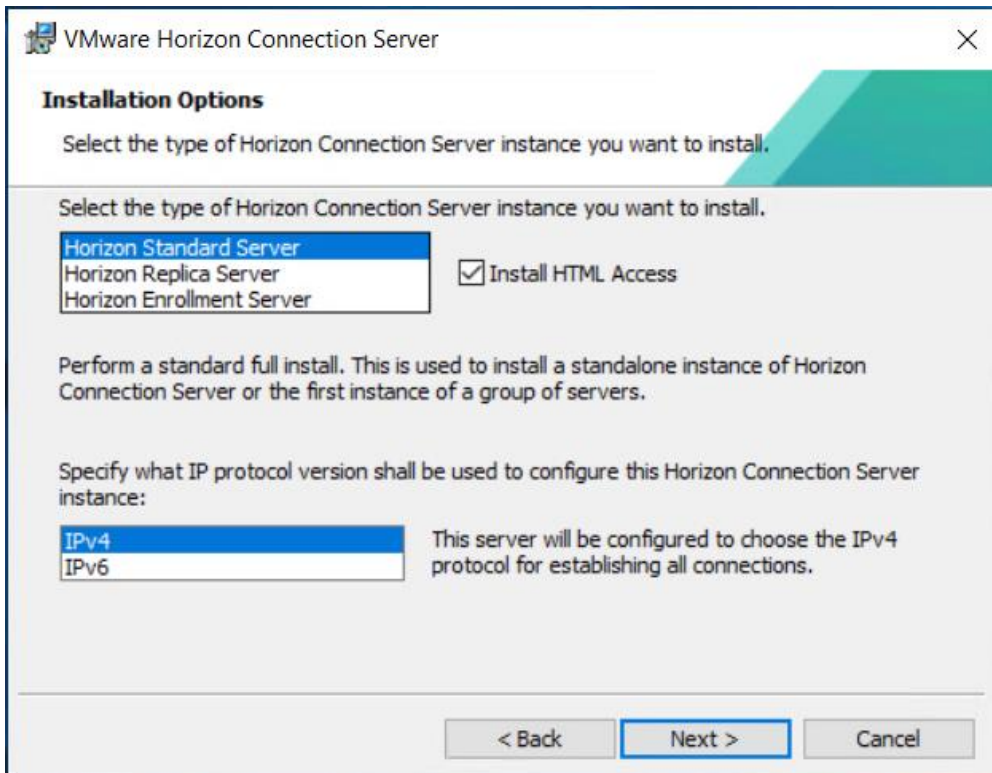 VMware Horizon Connection Server
Installation Options
Select the type of Horizon Connection Server instance you want to install.
Select the type of Horizon Connection Server instance you want to install.
Horizon Standard Server
Horizon Replica Server
Horizon Enrollment Server
Install HTML Access
Perform a standard full install. This is used to install a standalone instance of Horizon
Connection Server or the first instance of a group of servers.
Specify what IP protocol version shall be used to configure this Horizon Connection Server
instance:
IPv4
IPv6
This server will be configured to choose the IPv4
protocol for establishing all connections.
< Back
Next >
Cancel